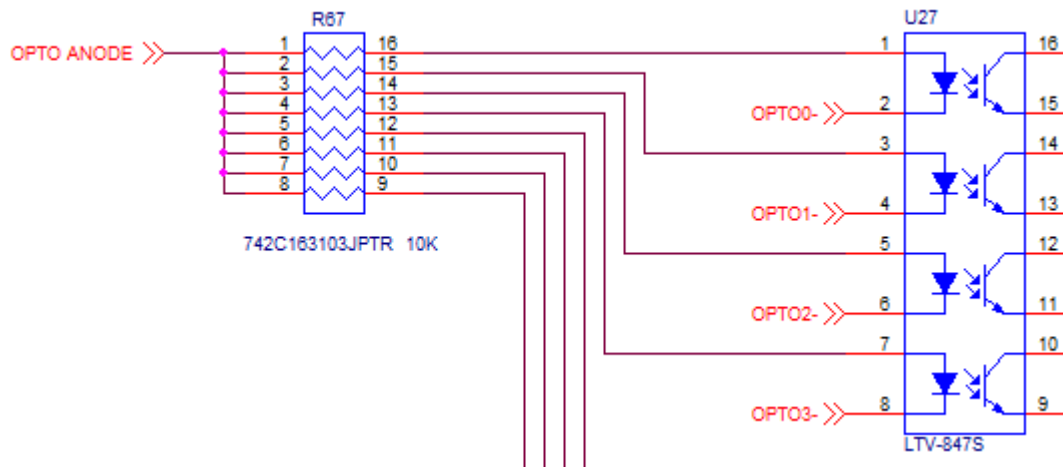 R67
U27
OPTO ANODE
1 16
2 15
3 14
4 13
5 12
6 11
7 10
8 9
742C163103JPTR 10K
1 16
OPTO0- 2 15
3 14
OPTO1- 4 13
5 12
OPTO2- 6 11
7 10
OPTO3- 8 9
LTV-847S